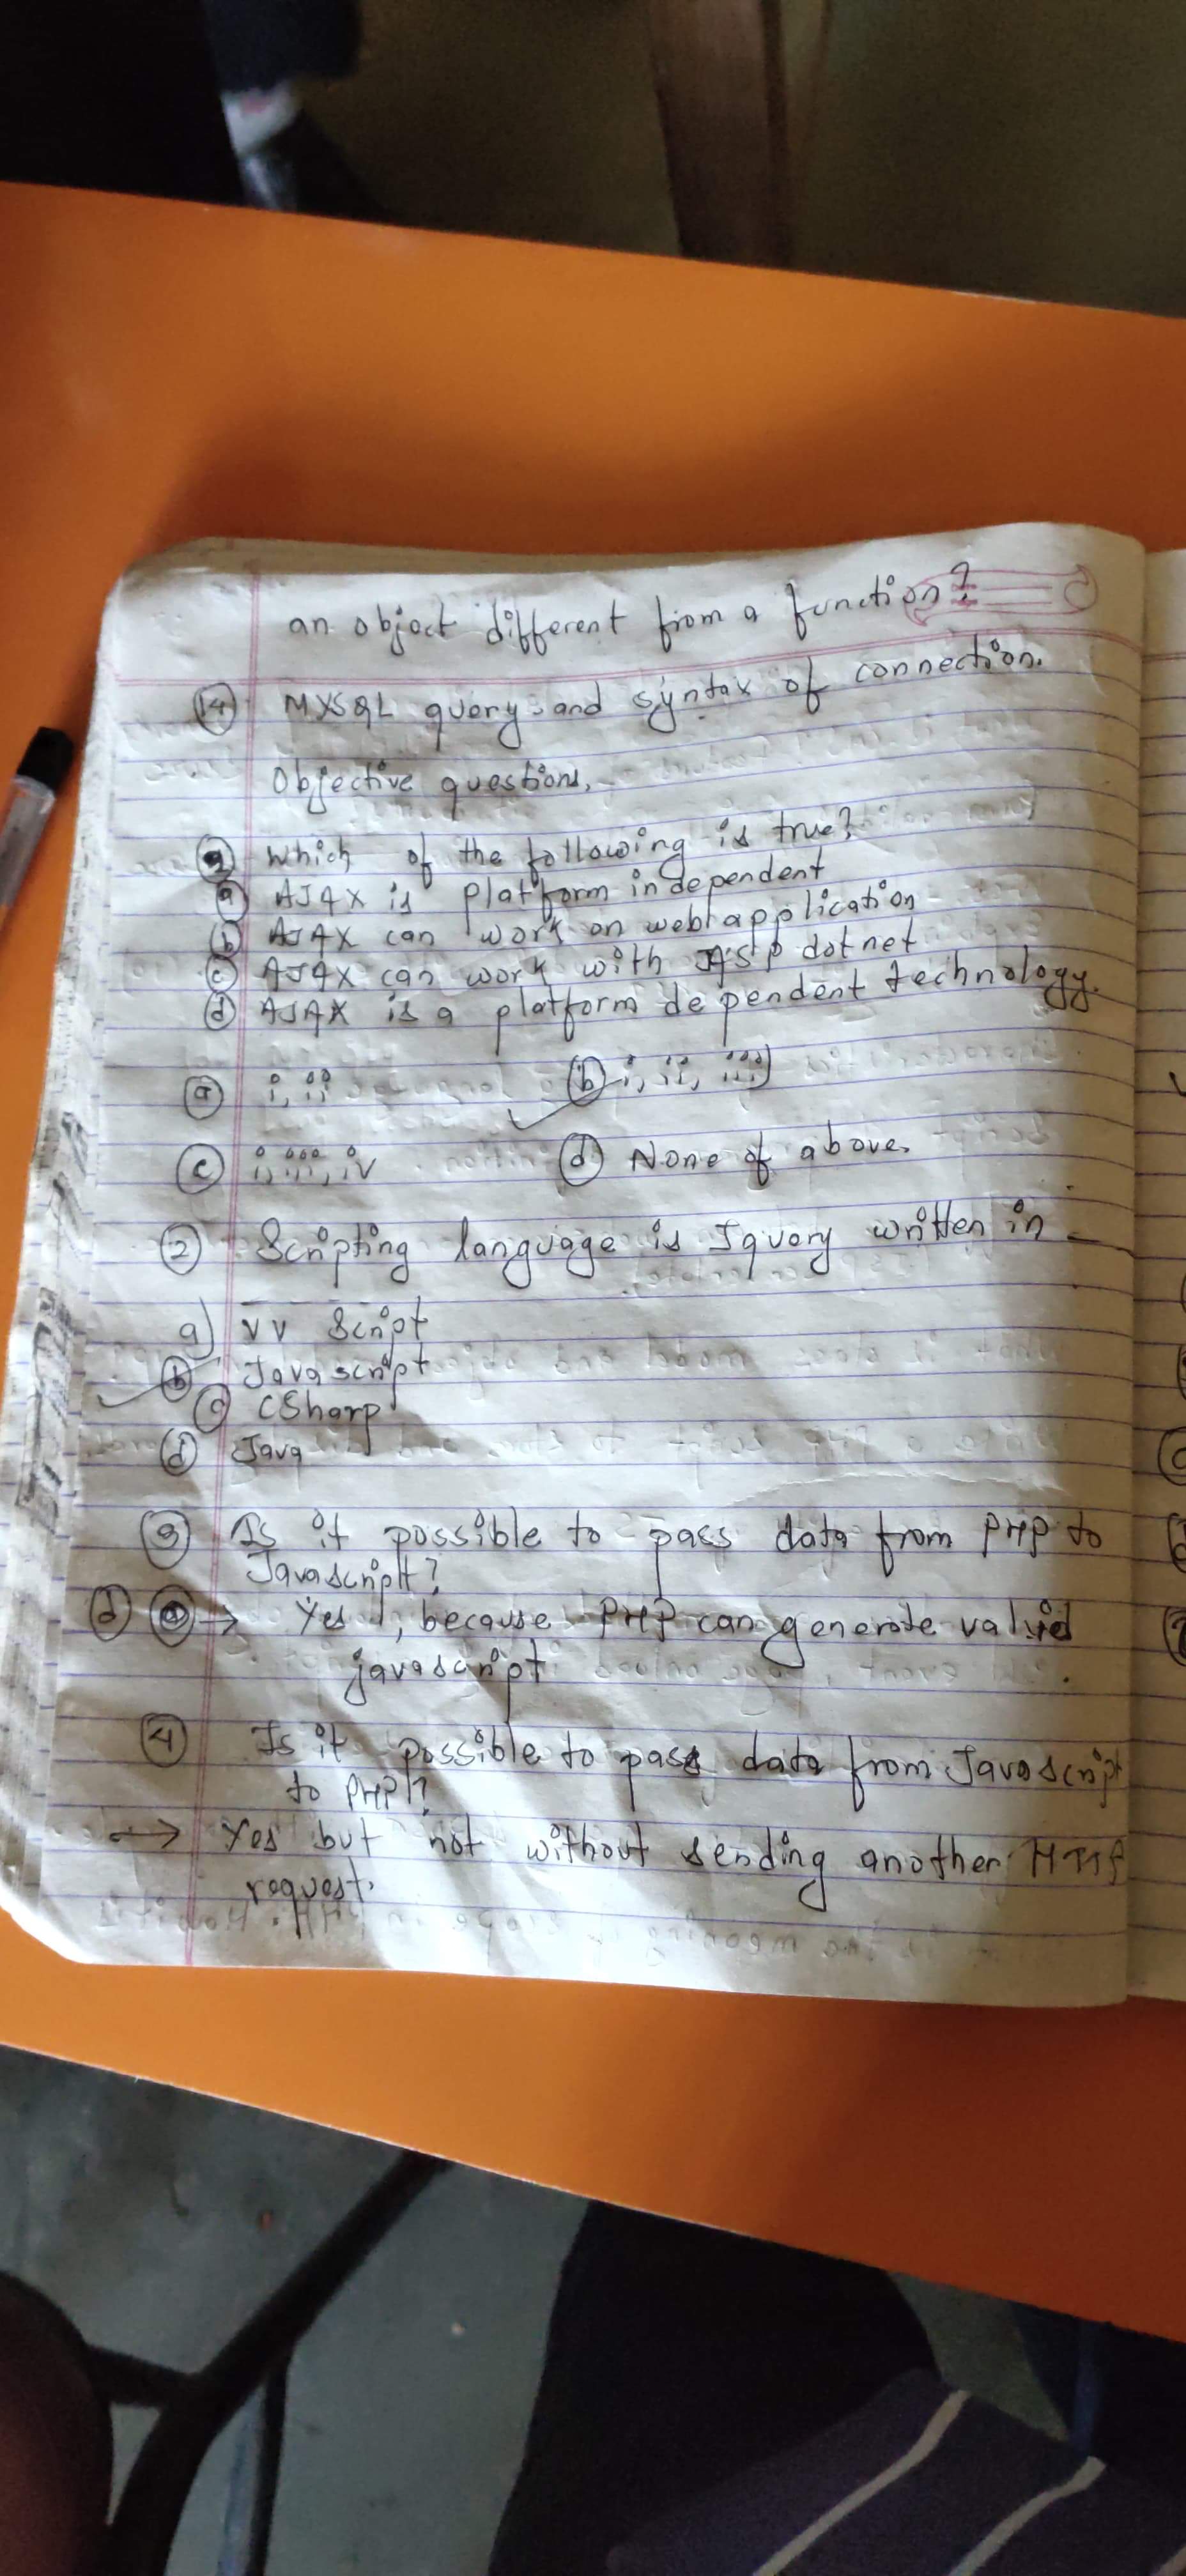 an object different from a function?
(14) MYSQL query and syntax of connection.
Objective questions,
which of the following is true?
(a) AJAX is platform independent
(b) AJAX can work on web application
(c) AJAX can work with ASP dot net
(d) AJAX is a platform dependent technology.
(a) i, ii (b) i, ii, iii
(c) i, iii, iv (d) None of above.
(2) Scripting language is Jquery written in -
a) VV Script
(b) Javascript
(c) CSharp
(d) Java
(3) Is it possible to pass data from PHP to
Javascript?
(d) → Yes, because PHP can generate valid
javascript
(4) Is it possible to pass data from Javascript
to PHP?
→ Yes but not without sending another HTTP
request.